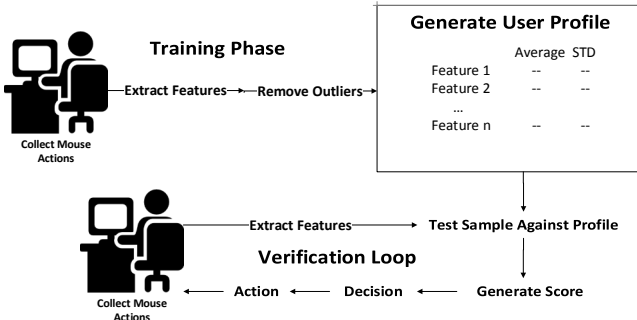 Training Phase
Generate User Profile
Average STD
Feature 1 -- --
Feature 2 -- --
...
Feature n -- --
Extract Features
Remove Outliers
Collect Mouse
Actions
Extract Features
Test Sample Against Profile
Verification Loop
Action
Decision
Generate Score
Collect Mouse
Actions